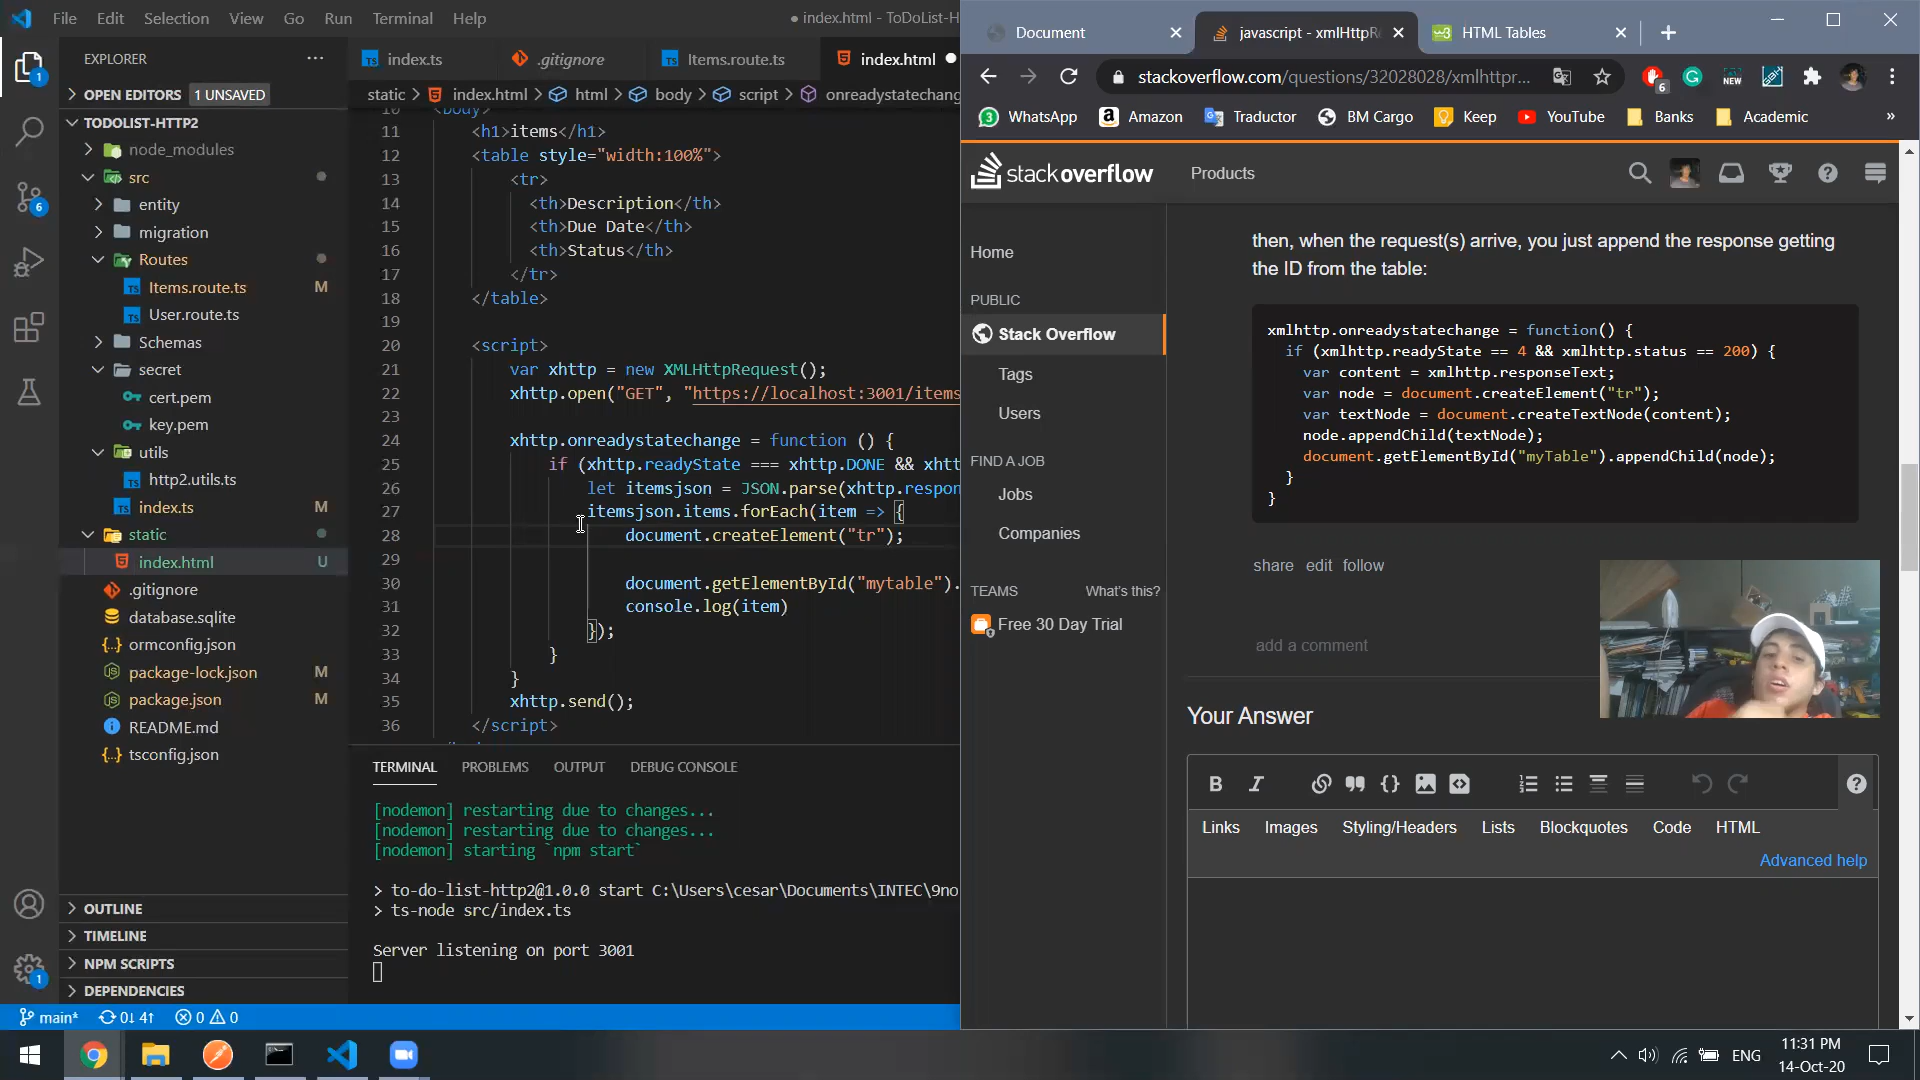 File Edit Selection View Go Run Terminal Help
● index.html - ToDoList-H
EXPLORER ···
OPEN EDITORS 1 UNSAVED
TODOLIST-HTTP2
node_modules
src
entity
migration
Routes
Items.route.ts M
User.route.ts
Schemas
secret
cert.pem
key.pem
utils
http2.utils.ts
index.ts M
static
index.html U
.gitignore
database.sqlite
ormconfig.json
package-lock.json M
package.json M
README.md
tsconfig.json
OUTLINE
TIMELINE
NPM SCRIPTS
DEPENDENCIES
index.ts .gitignore Items.route.ts index.html
static > index.html > html > body > script > onreadystatechang
10 <body>
11 <h1>items</h1>
12 <table style="width:100%">
13 <tr>
14 <th>Description</th>
15 <th>Due Date</th>
16 <th>Status</th>
17 </tr>
18 </table>
19
20 <script>
21 var xhttp = new XMLHttpRequest();
22 xhttp.open("GET", "https://localhost:3001/items
23
24 xhttp.onreadystatechange = function () {
25 if (xhttp.readyState === xhttp.DONE && xhtt
26 let itemsjson = JSON.parse(xhttp.respon
27 itemsjson.items.forEach(item => {
28 document.createElement("tr");
29
30 document.getElementById("mytable").
31 console.log(item)
32 });
33 }
34 }
35 xhttp.send();
36 </script>
TERMINAL PROBLEMS OUTPUT DEBUG CONSOLE
[nodemon] restarting due to changes...
[nodemon] restarting due to changes...
[nodemon] starting `npm start`
> to-do-list-http2@1.0.0 start C:\Users\cesar\Documents\INTEC\9no
> ts-node src/index.ts
Server listening on port 3001
main* 0↓ 4↑ 0 0
Document javascript - xmlHttpR HTML Tables
stackoverflow.com/questions/32028028/xmlhttpr...
6 NEW
WhatsApp Amazon Traductor BM Cargo Keep YouTube Banks Academic »
stackoverflow Products
Home
PUBLIC
Stack Overflow
Tags
Users
FIND A JOB
Jobs
Companies
TEAMS What's this?
Free 30 Day Trial
then, when the request(s) arrive, you just append the response getting
the ID from the table:
xmlhttp.onreadystatechange = function() {
if (xmlhttp.readyState == 4 && xmlhttp.status == 200) {
var content = xmlhttp.responseText;
var node = document.createElement("tr");
var textNode = document.createTextNode(content);
node.appendChild(textNode);
document.getElementById("myTable").appendChild(node);
}
}
share edit follow
add a comment
Your Answer
B I
Links Images Styling/Headers Lists Blockquotes Code HTML
Advanced help
ENG
11:31 PM
14-Oct-20